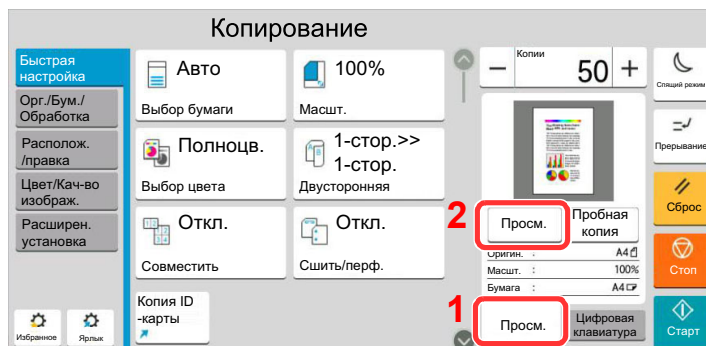 Копирование
Быстрая
настройка
Орг./Бум./
Обработка
Располож.
/правка
Цвет/Кач-во
изображ.
Расширен.
установка
Избранное
Ярлык
Авто
Выбор бумаги
100%
Масшт.
Полноцв.
Выбор цвета
1-стор.>>
1-стор.
Двусторонняя
Откл.
Совместить
Откл.
Сшить/перф.
Копия ID
-карты
Копии
50
2
Просм.
Пробная
копия
Оригин. : A4
Масшт. : 100%
Бумага : A4
1
Просм.
Цифровая
клавиатура
Спящий режим
Прерывание
Сброс
Стоп
Старт